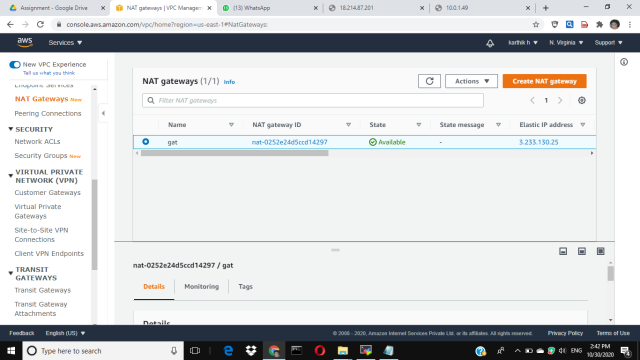 Assignment - Google Drive
NAT gateways | VPC Manage
(13) WhatsApp
18.214.87.201
10.0.1.49
console.aws.amazon.com/vpc/home?region=us-east-1#NatGateways:
aws
Services
karthik h
N. Virginia
Support
New VPC Experience
Tell us what you think
Endpoint Services
NAT Gateways New
Peering Connections
SECURITY
Network ACLs
Security Groups New
VIRTUAL PRIVATE
NETWORK (VPN)
Customer Gateways
Virtual Private
Gateways
Site-to-Site VPN
Connections
Client VPN Endpoints
TRANSIT
GATEWAYS
Transit Gateways
Transit Gateway
Attachments
NAT gateways (1/1) Info
Actions
Create NAT gateway
Filter NAT gateways
1
Name
NAT gateway ID
State
State message
Elastic IP address
gat
nat-0252e24d5ccd14297
Available
-
3.233.130.25
nat-0252e24d5ccd14297 / gat
Details
Monitoring
Tags
Details
Feedback
English (US)
© 2008 - 2020, Amazon Internet Services Private Ltd. or its affiliates. All rights reserved.
Privacy Policy
Terms of Use
Type here to search
ENG
2:42 PM
10/30/2020